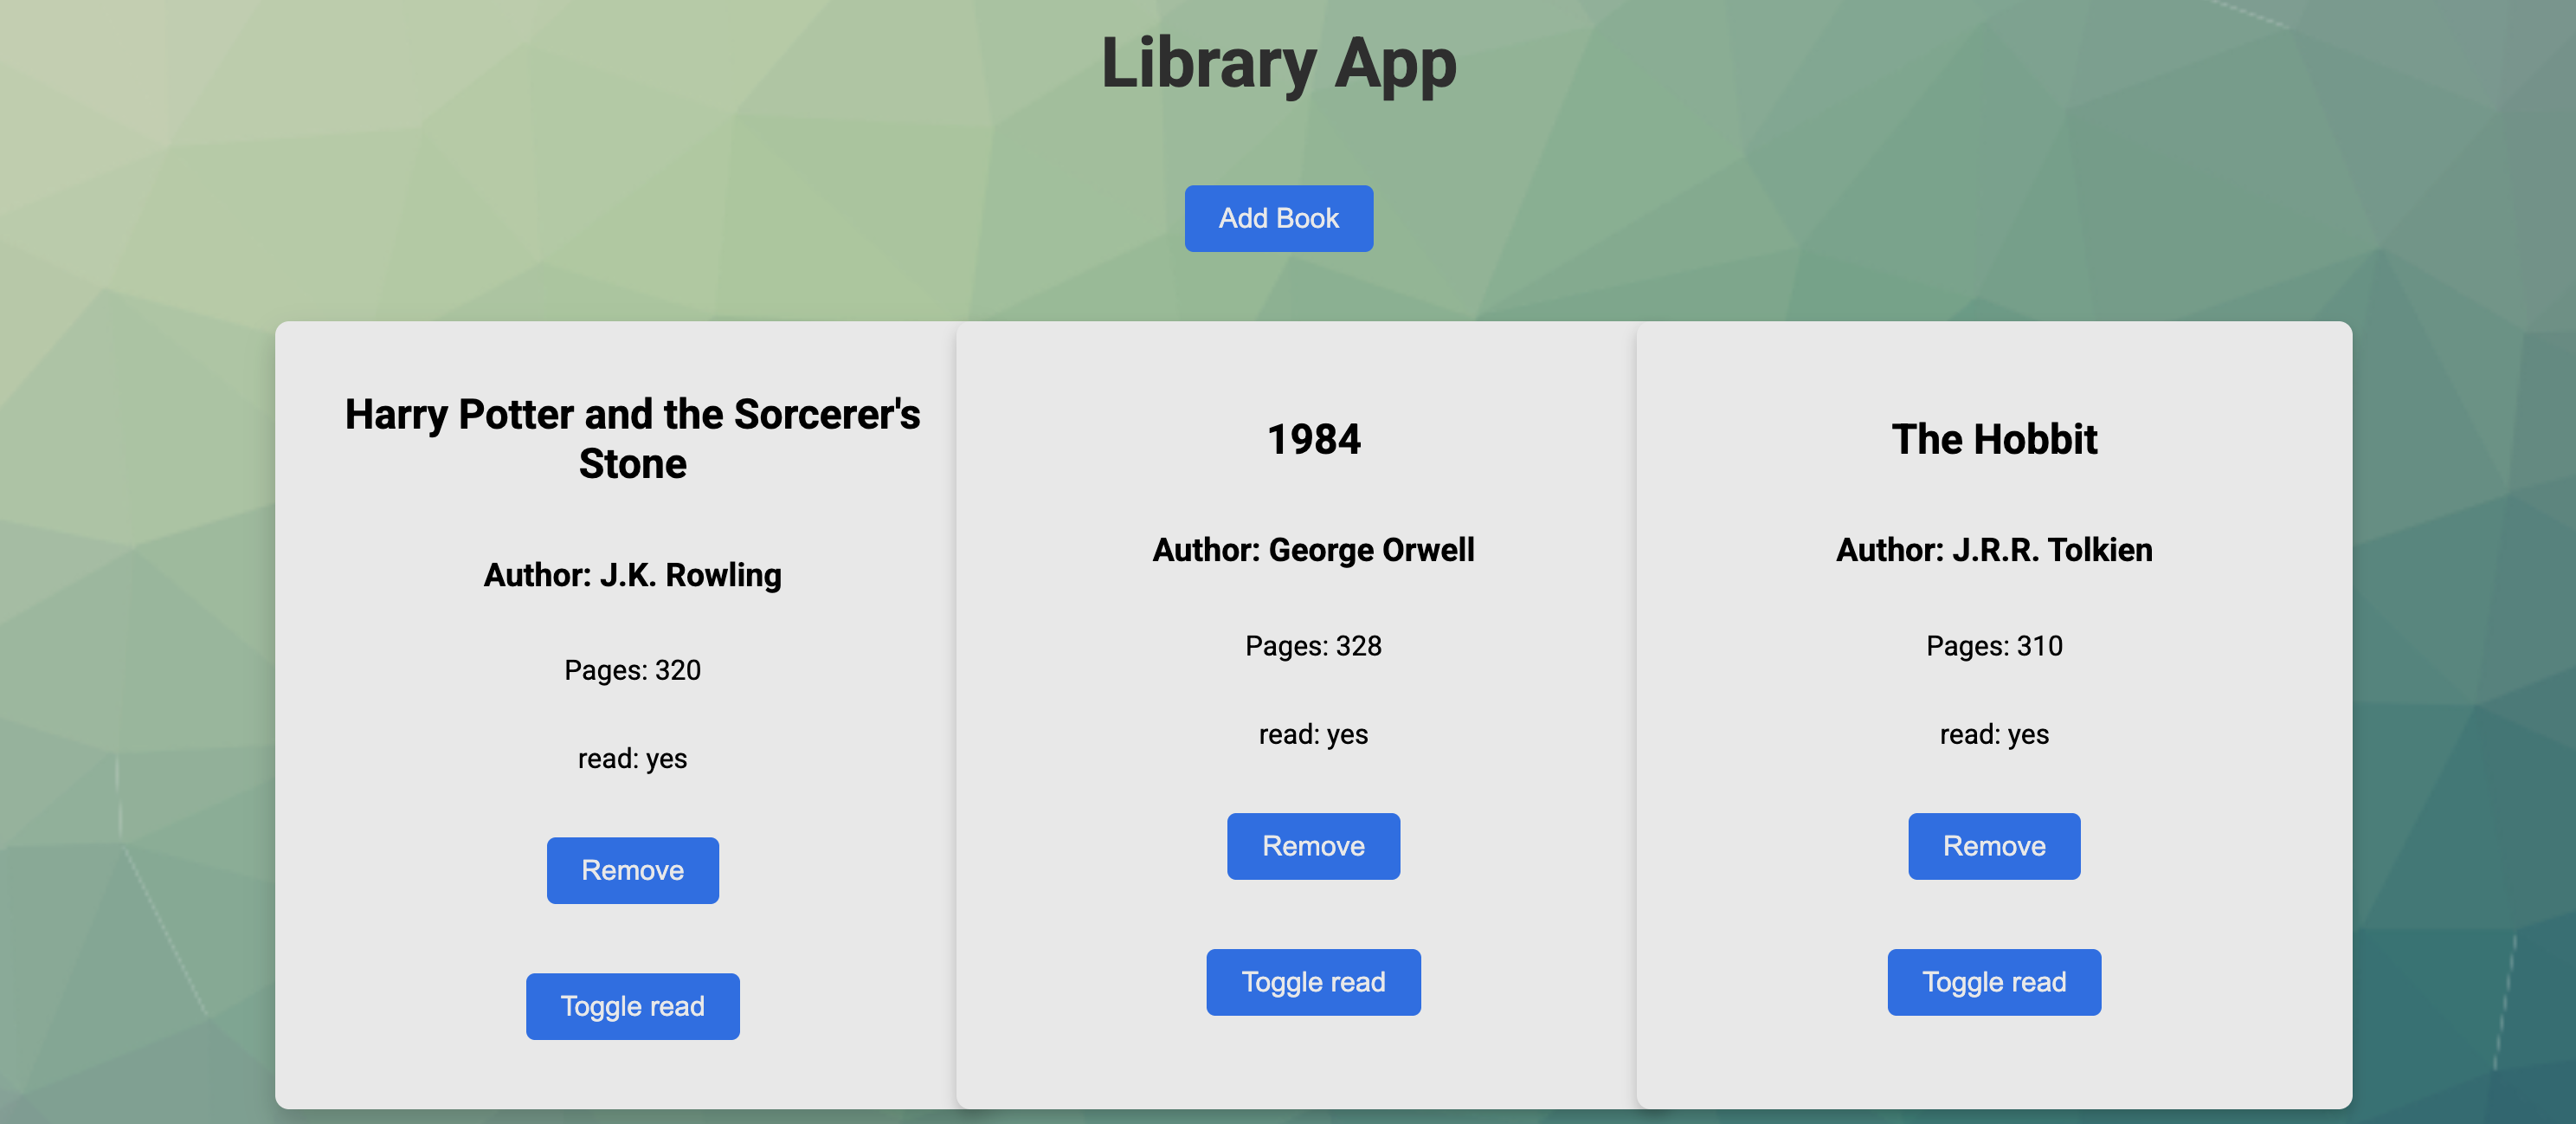 Library App
Add Book
Harry Potter and the Sorcerer's
Stone
Author: J.K. Rowling
Pages: 320
read: yes
Remove
Toggle read
1984
Author: George Orwell
Pages: 328
read: yes
Remove
Toggle read
The Hobbit
Author: J.R.R. Tolkien
Pages: 310
read: yes
Remove
Toggle read